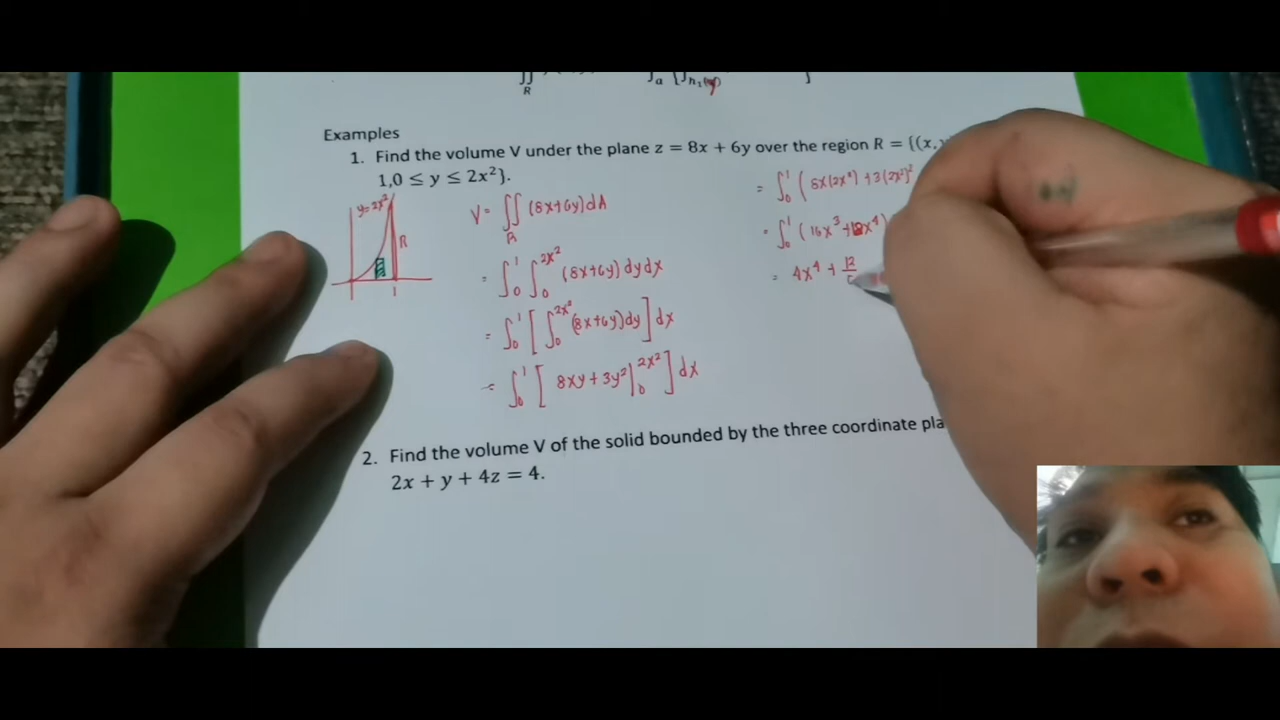 Examples
1. Find the volume V under the plane z = 8x + 6y over the region R = {(x,
1,0 ≤ y ≤ 2x²}.
y=2x²
R
1
V = ∬_R (8x+6y)dA
= ∫₀¹ ∫₀^{2x²} (8x+6y) dy dx
= ∫₀¹ [ ∫₀^{2x²} (8x+6y)dy ] dx
= ∫₀¹ [ 8xy + 3y² |₀^{2x²} ] dx
= ∫₀¹ ( 8x(2x²) + 3(2x²)²
= ∫₀¹ ( 16x³ + 12x⁴)
= 4x⁴ + 12/5
2. Find the volume V of the solid bounded by the three coordinate pla
2x + y + 4z = 4.